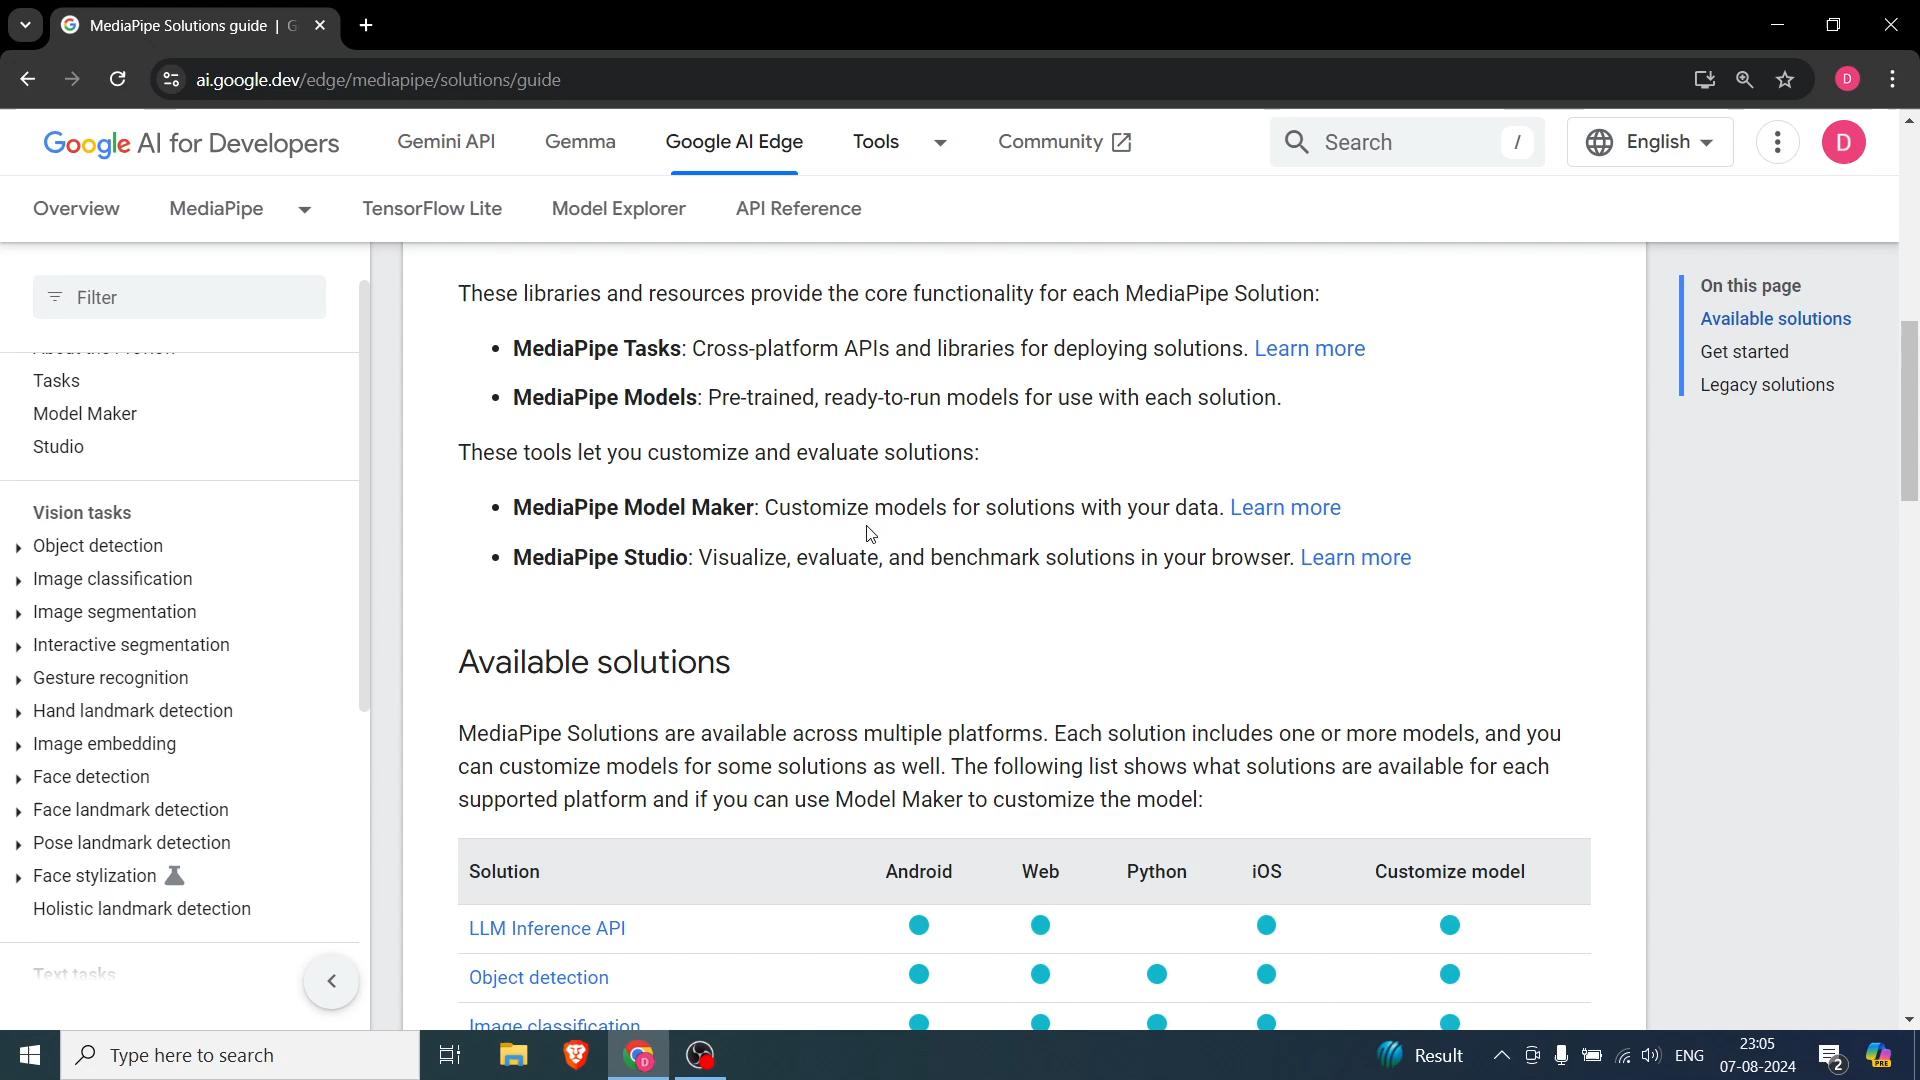 MediaPipe Solutions guide | G
ai.google.dev/edge/mediapipe/solutions/guide
D
Google AI for Developers
Gemini API
Gemma
Google AI Edge
Tools
Community
Search
/
English
D
Overview
MediaPipe
TensorFlow Lite
Model Explorer
API Reference
Filter
Tasks
Model Maker
Studio
Vision tasks
Object detection
Image classification
Image segmentation
Interactive segmentation
Gesture recognition
Hand landmark detection
Image embedding
Face detection
Face landmark detection
Pose landmark detection
Face stylization
Holistic landmark detection
Text tasks
These libraries and resources provide the core functionality for each MediaPipe Solution:
• MediaPipe Tasks: Cross-platform APIs and libraries for deploying solutions. Learn more
• MediaPipe Models: Pre-trained, ready-to-run models for use with each solution.
These tools let you customize and evaluate solutions:
• MediaPipe Model Maker: Customize models for solutions with your data. Learn more
• MediaPipe Studio: Visualize, evaluate, and benchmark solutions in your browser. Learn more
Available solutions
MediaPipe Solutions are available across multiple platforms. Each solution includes one or more models, and you
can customize models for some solutions as well. The following list shows what solutions are available for each
supported platform and if you can use Model Maker to customize the model:
Solution Android Web Python iOS Customize model
LLM Inference API
Object detection
Image classification
On this page
Available solutions
Get started
Legacy solutions
Type here to search
D
Result
ENG
23:05
07-08-2024
2
PRE